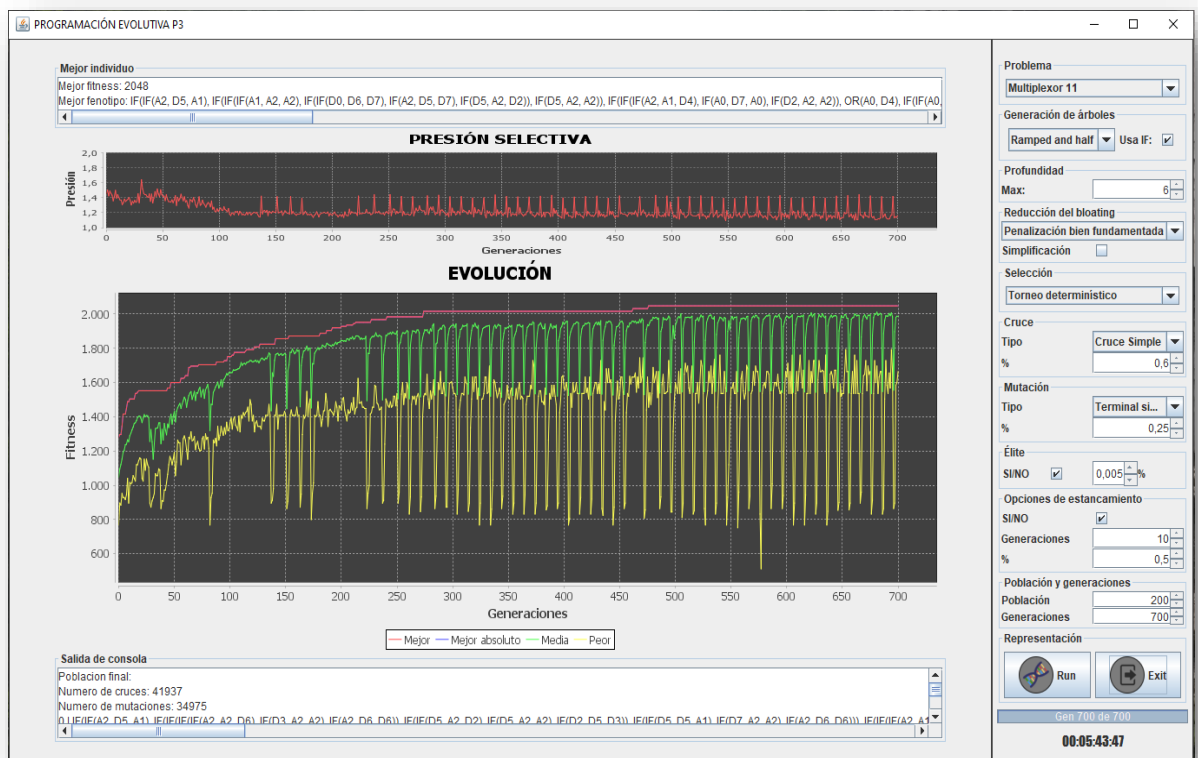 PROGRAMACIÓN EVOLUTIVA P3
Mejor individuo
Mejor fitness: 2048
Mejor fenotipo: IF(IF(A2, D5, A1), IF(IF(IF(A1, A2, A2), IF(IF(D0, D6, D7), IF(A2, D5, D7), IF(D5, A2, D2)), IF(D5, A2, A2)), IF(IF(IF(A2, A1, D4), IF(A0, D7, A0), IF(D2, A2, A2)), OR(A0, D4), IF(IF(A0,
PRESIÓN SELECTIVA
Presión
2,0
1,8
1,6
1,4
1,2
1,0
0 50 100 150 200 250 300 350 400 450 500 550 600 650 700
Generaciones
EVOLUCIÓN
Fitness
2.000
1.800
1.600
1.400
1.200
1.000
800
600
0 50 100 150 200 250 300 350 400 450 500 550 600 650 700
Generaciones
Mejor Mejor absoluto Media Peor
Salida de consola
Poblacion final:
Numero de cruces: 41937
Numero de mutaciones: 34975
Problema
Multiplexor 11
Generación de árboles
Ramped and half Usa IF:
Profundidad
Max: 6
Reducción del bloating
Penalización bien fundamentada
Simplificación
Selección
Torneo determinístico
Cruce
Tipo Cruce Simple
% 0,6
Mutación
Tipo Terminal si...
% 0,25
Élite
SI/NO 0,005 %
Opciones de estancamiento
SI/NO
Generaciones 10
% 0,5
Población y generaciones
Población 200
Generaciones 700
Representación
Run Exit
Gen 700 de 700
00:05:43:47